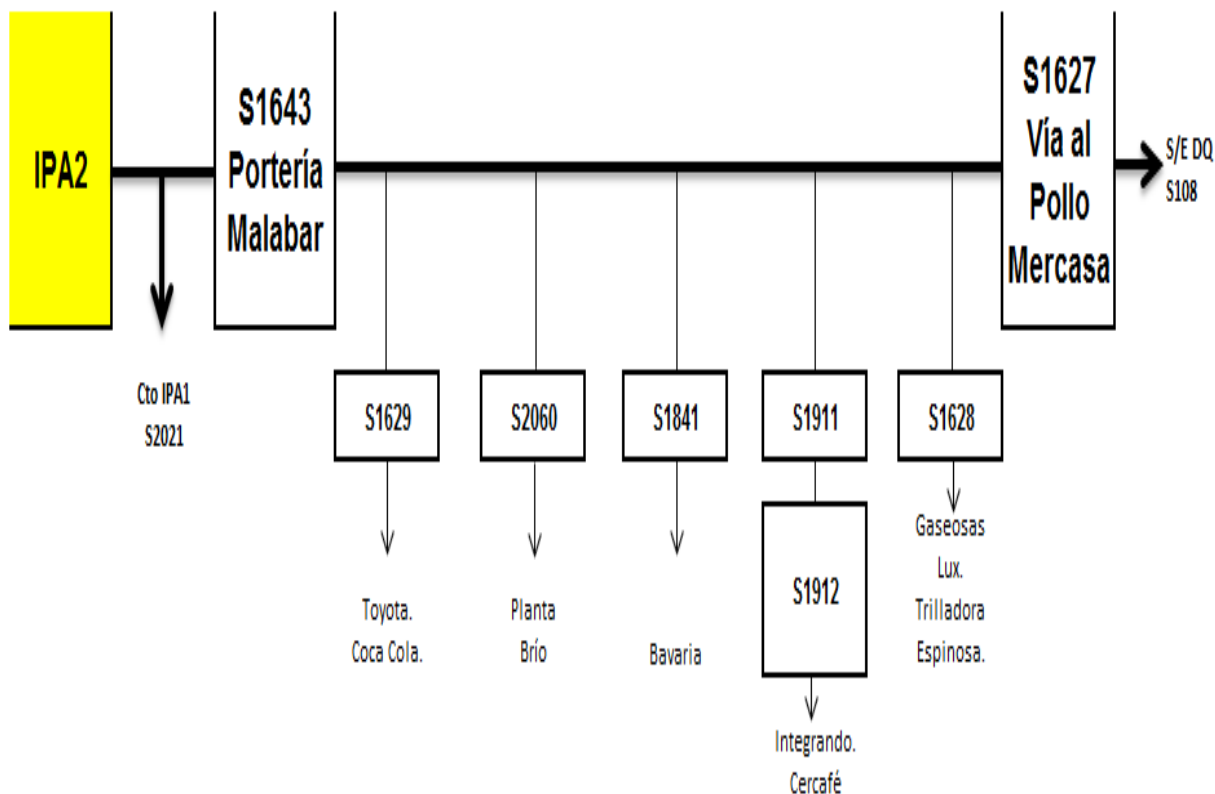 IPA2
S1643
Portería
Malabar
S1627
Vía al
Pollo
Mercasa
S/E DQ
S108
Cto IPA1
S2021
S1629
S2060
S1841
S1911
S1628
S1912
Toyota.
Coca Cola.
Planta
Brío
Bavaria
Integrando.
Cercafé
Gaseosas
Lux.
Trilladora
Espinosa.